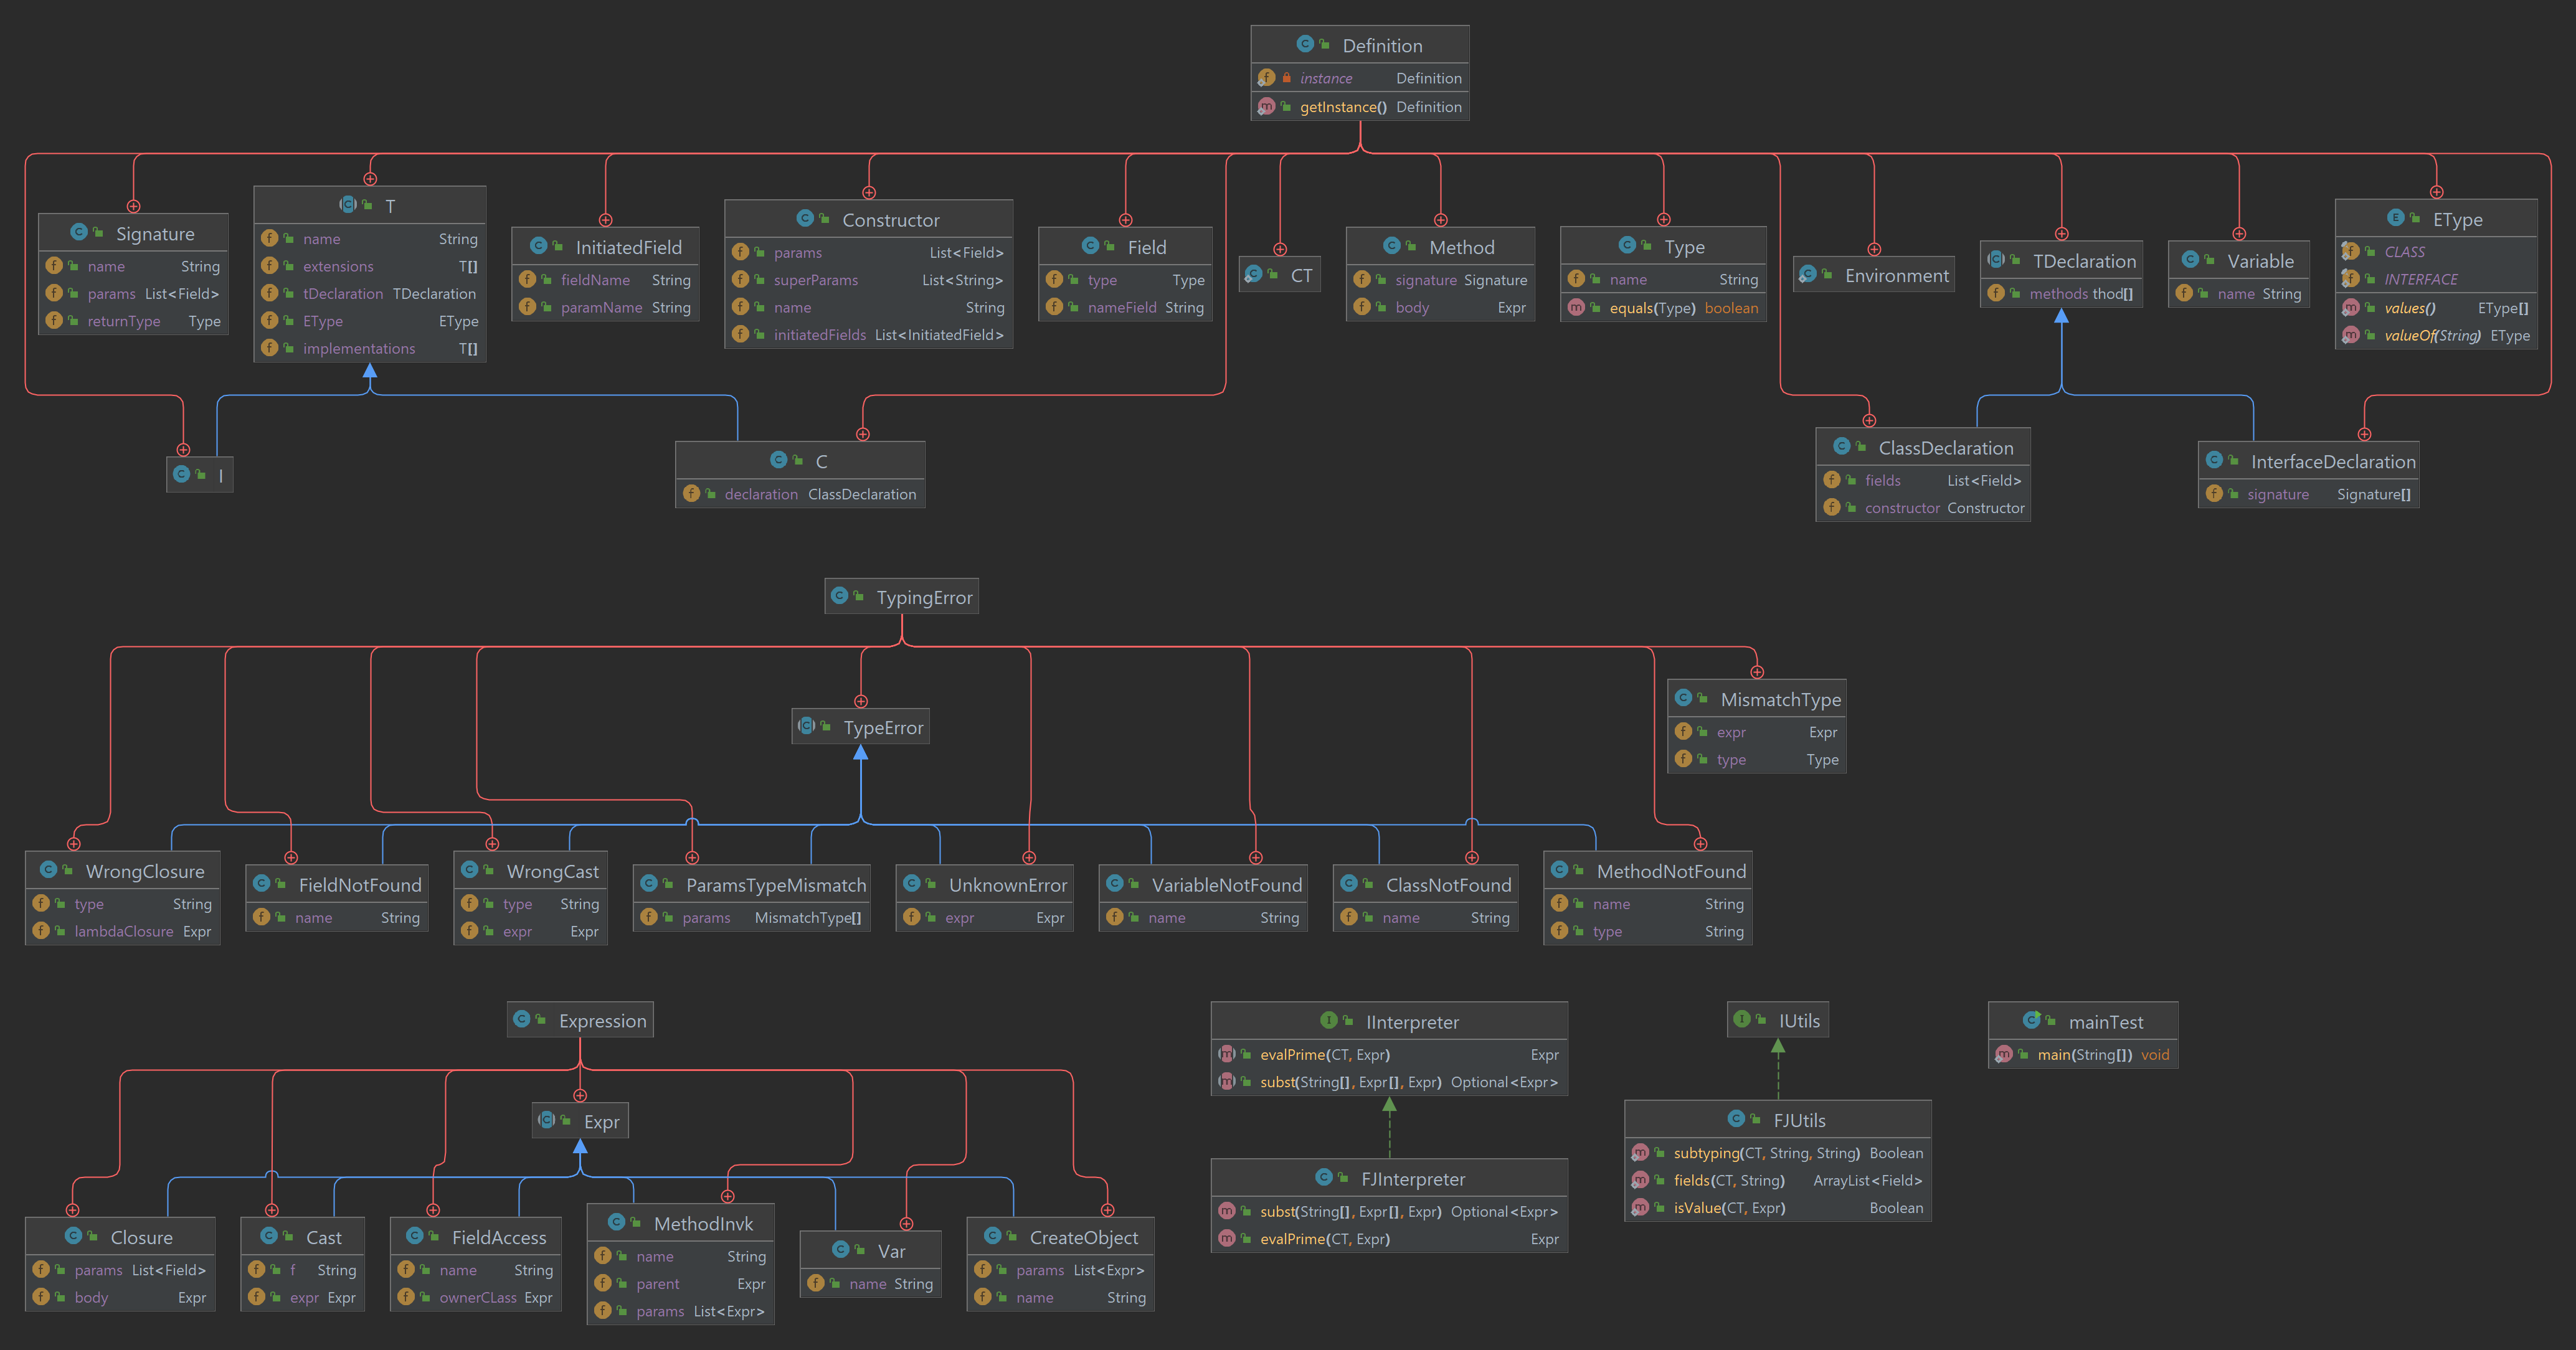 Definition
instance Definition
getInstance() Definition
Signature
name String
params List<Field>
returnType Type
T
name String
extensions T[]
tDeclaration TDeclaration
EType EType
implementations T[]
InitiatedField
fieldName String
paramName String
Constructor
params List<Field>
superParams List<String>
name String
initiatedFields List<InitiatedField>
Field
type Type
nameField String
CT
Method
signature Signature
body Expr
Type
name String
equals(Type) boolean
Environment
TDeclaration
methods thod[]
Variable
name String
EType
CLASS
INTERFACE
values() EType[]
valueOf(String) EType
I
C
declaration ClassDeclaration
ClassDeclaration
fields List<Field>
constructor Constructor
InterfaceDeclaration
signature Signature[]
TypingError
TypeError
MismatchType
expr Expr
type Type
WrongClosure
type String
lambdaClosure Expr
FieldNotFound
name String
WrongCast
type String
expr Expr
ParamsTypeMismatch
params MismatchType[]
UnknownError
expr Expr
VariableNotFound
name String
ClassNotFound
name String
MethodNotFound
name String
type String
Expression
Expr
Closure
params List<Field>
body Expr
Cast
f String
expr Expr
FieldAccess
name String
ownerCLass Expr
MethodInvk
name String
parent Expr
params List<Expr>
Var
name String
CreateObject
params List<Expr>
name String
IInterpreter
evalPrime(CT, Expr) Expr
subst(String[], Expr[], Expr) Optional<Expr>
FJInterpreter
subst(String[], Expr[], Expr) Optional<Expr>
evalPrime(CT, Expr) Expr
IUtils
FJUtils
subtyping(CT, String, String) Boolean
fields(CT, String) ArrayList<Field>
isValue(CT, Expr) Boolean
mainTest
main(String[]) void